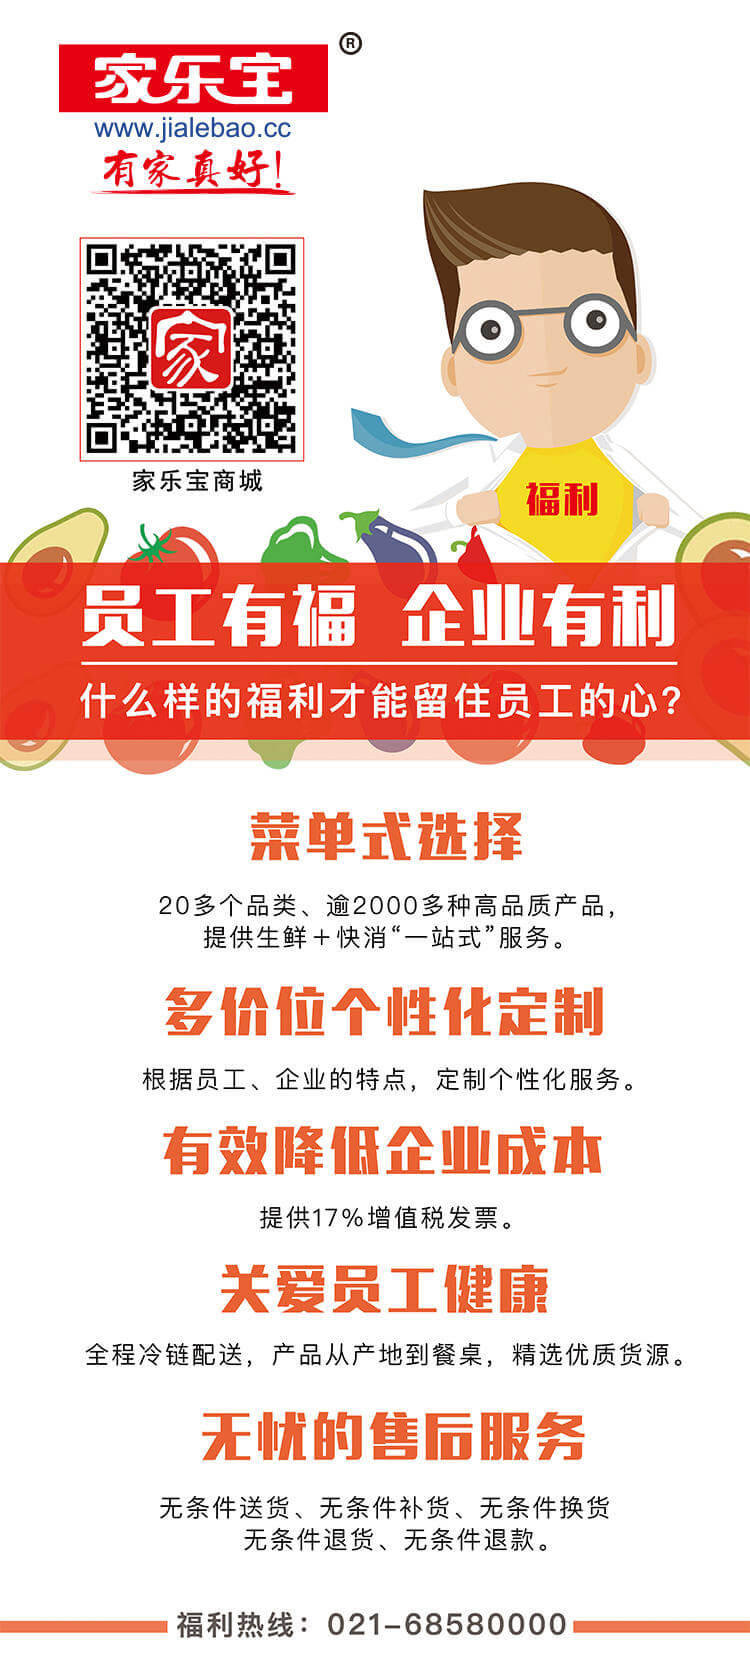 家乐宝
®
www.jialebao.cc
有家真好!
家
家乐宝商城
福利
员工有福 企业有利
什么样的福利才能留住员工的心?
菜单式选择
20多个品类、逾2000多种高品质产品,
提供生鲜+快消“一站式”服务。
多价位个性化定制
根据员工、企业的特点,定制个性化服务。
有效降低企业成本
提供17%增值税发票。
关爱员工健康
全程冷链配送,产品从产地到餐桌,精选优质货源。
无忧的售后服务
无条件送货、无条件补货、无条件换货
无条件退货、无条件退款。
福利热线:021-68580000